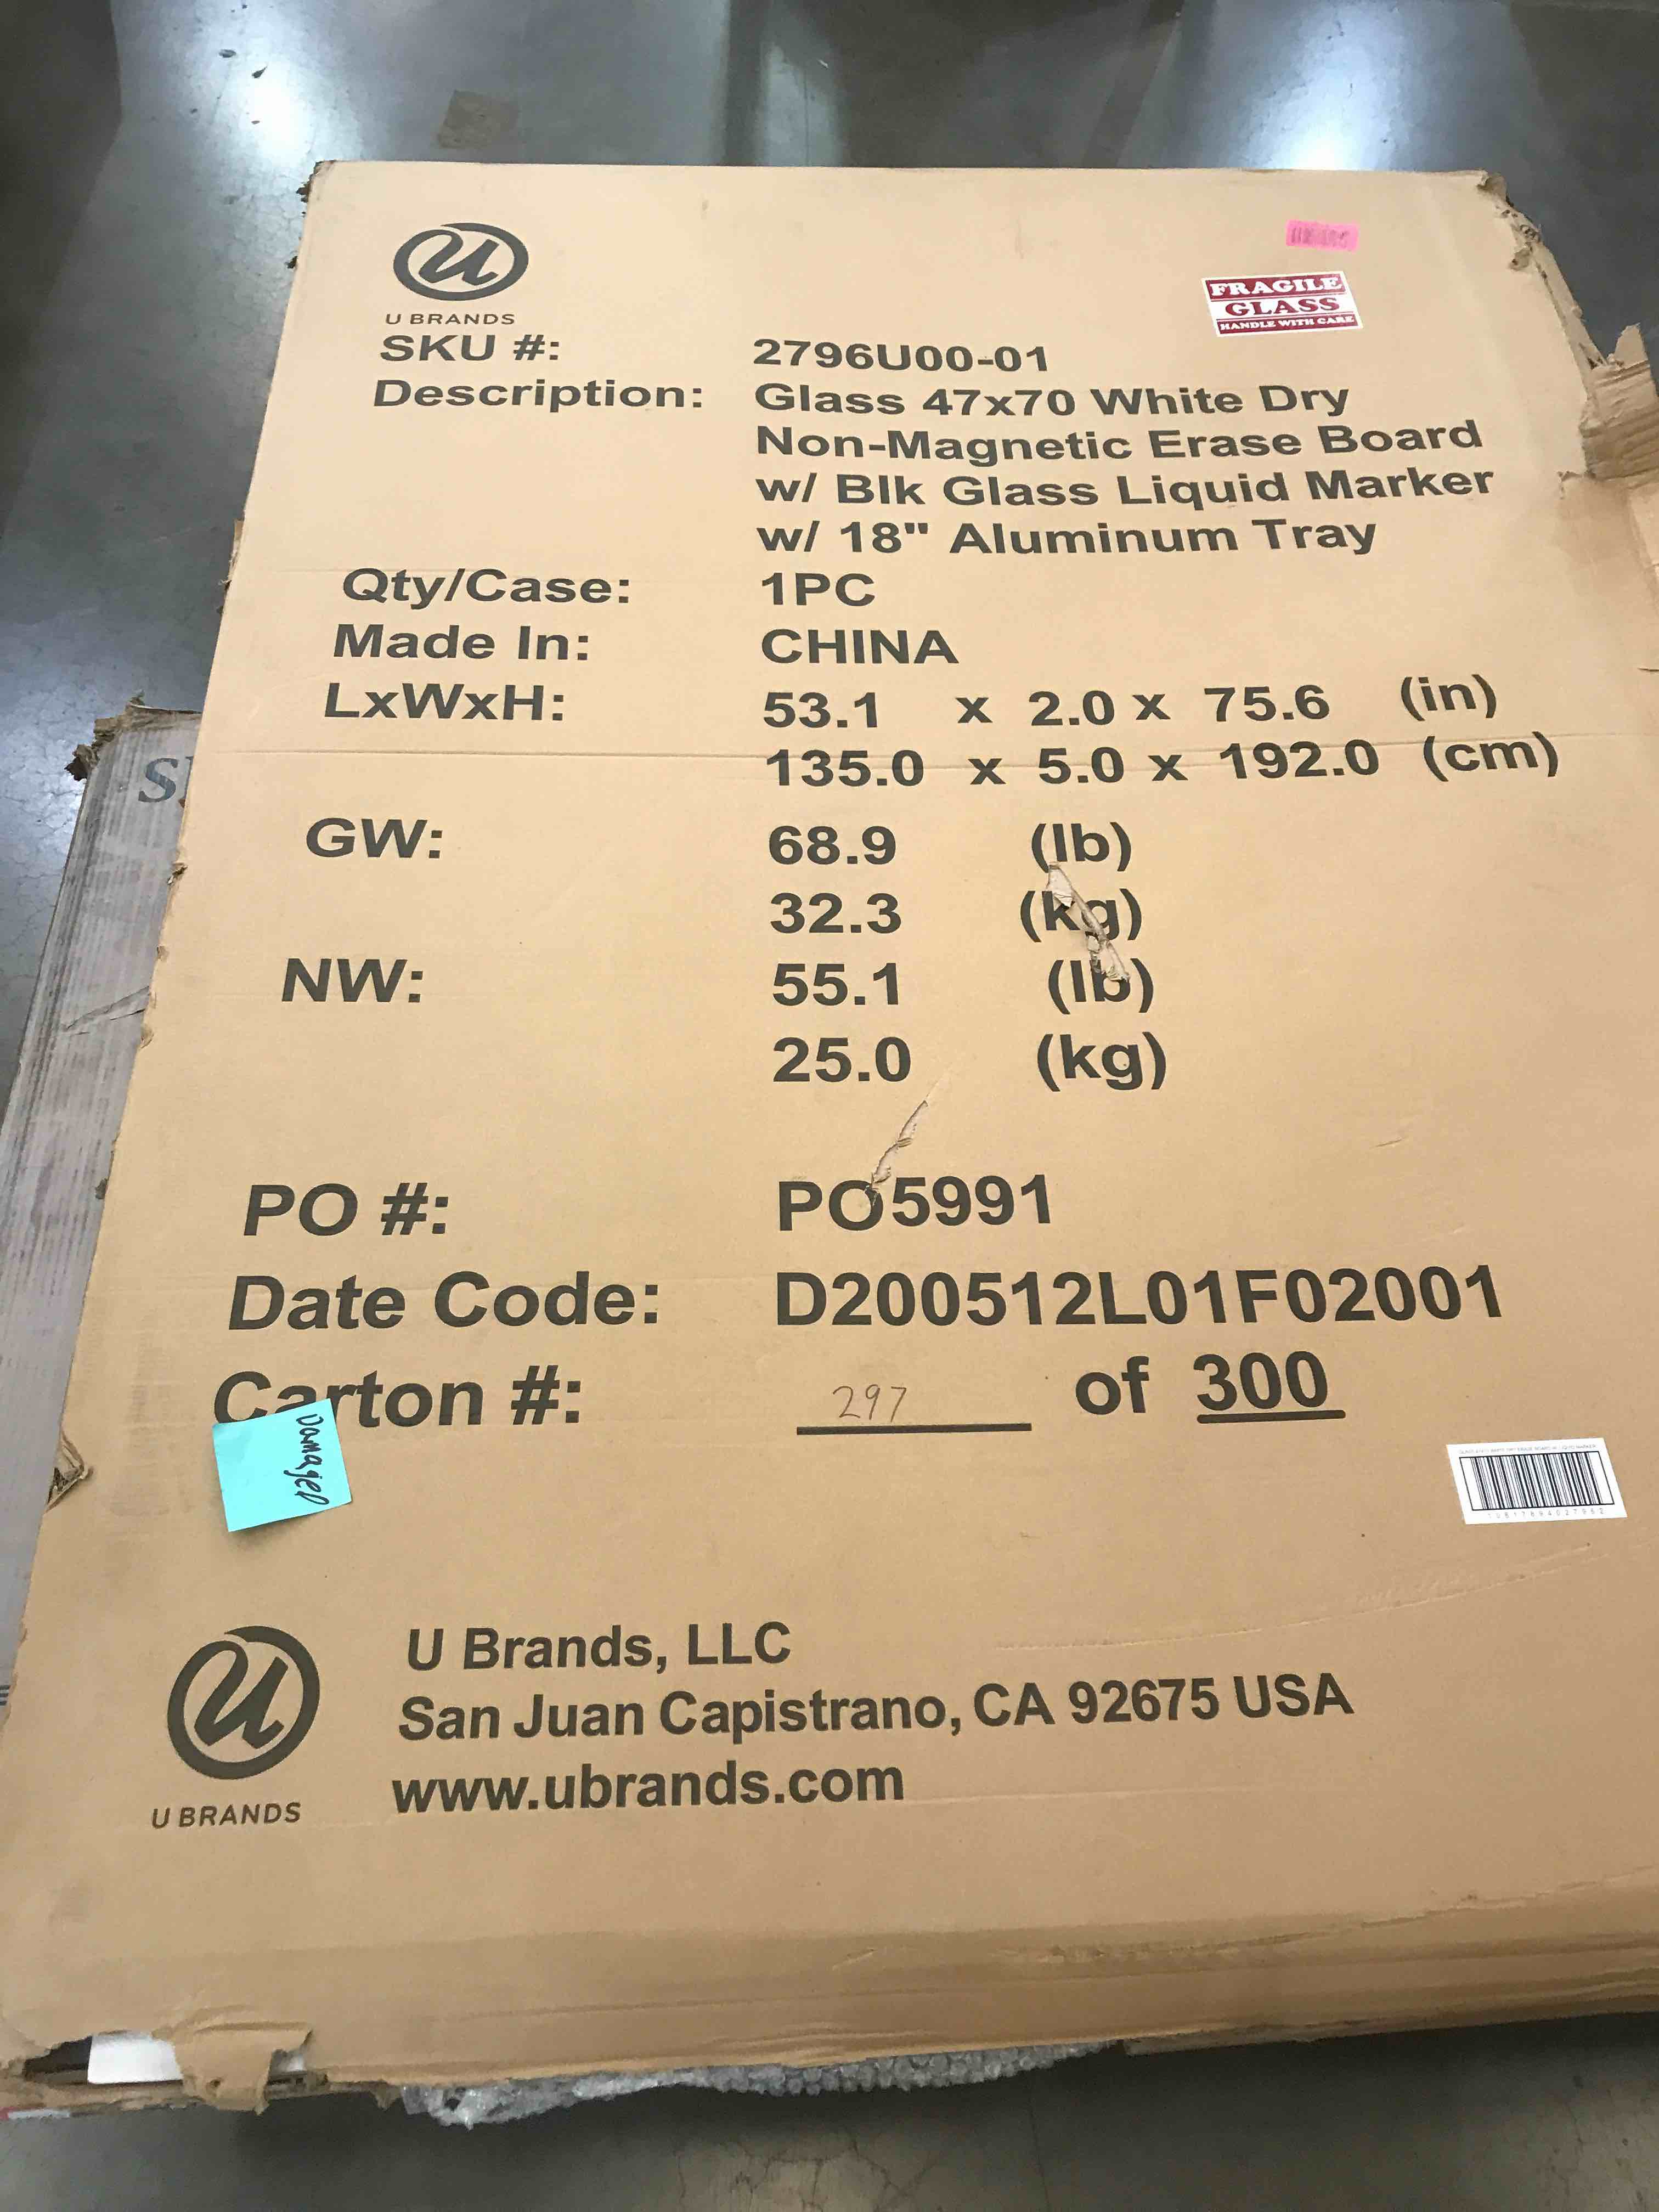 U BRANDS
FRAGILE
GLASS
HANDLE WITH CARE
SKU #: 2796U00-01
Description: Glass 47x70 White Dry
Non-Magnetic Erase Board
w/ Blk Glass Liquid Marker
w/ 18" Aluminum Tray
Qty/Case: 1PC
Made In: CHINA
LxWxH: 53.1 x 2.0 x 75.6 (in)
135.0 x 5.0 x 192.0 (cm)
GW: 68.9 (lb)
32.3 (kg)
NW: 55.1 (lb)
25.0 (kg)
PO #: PO5991
Date Code: D200512L01F02001
Carton #: 297 of 300
Damaged
U Brands, LLC
San Juan Capistrano, CA 92675 USA
www.ubrands.com
U BRANDS